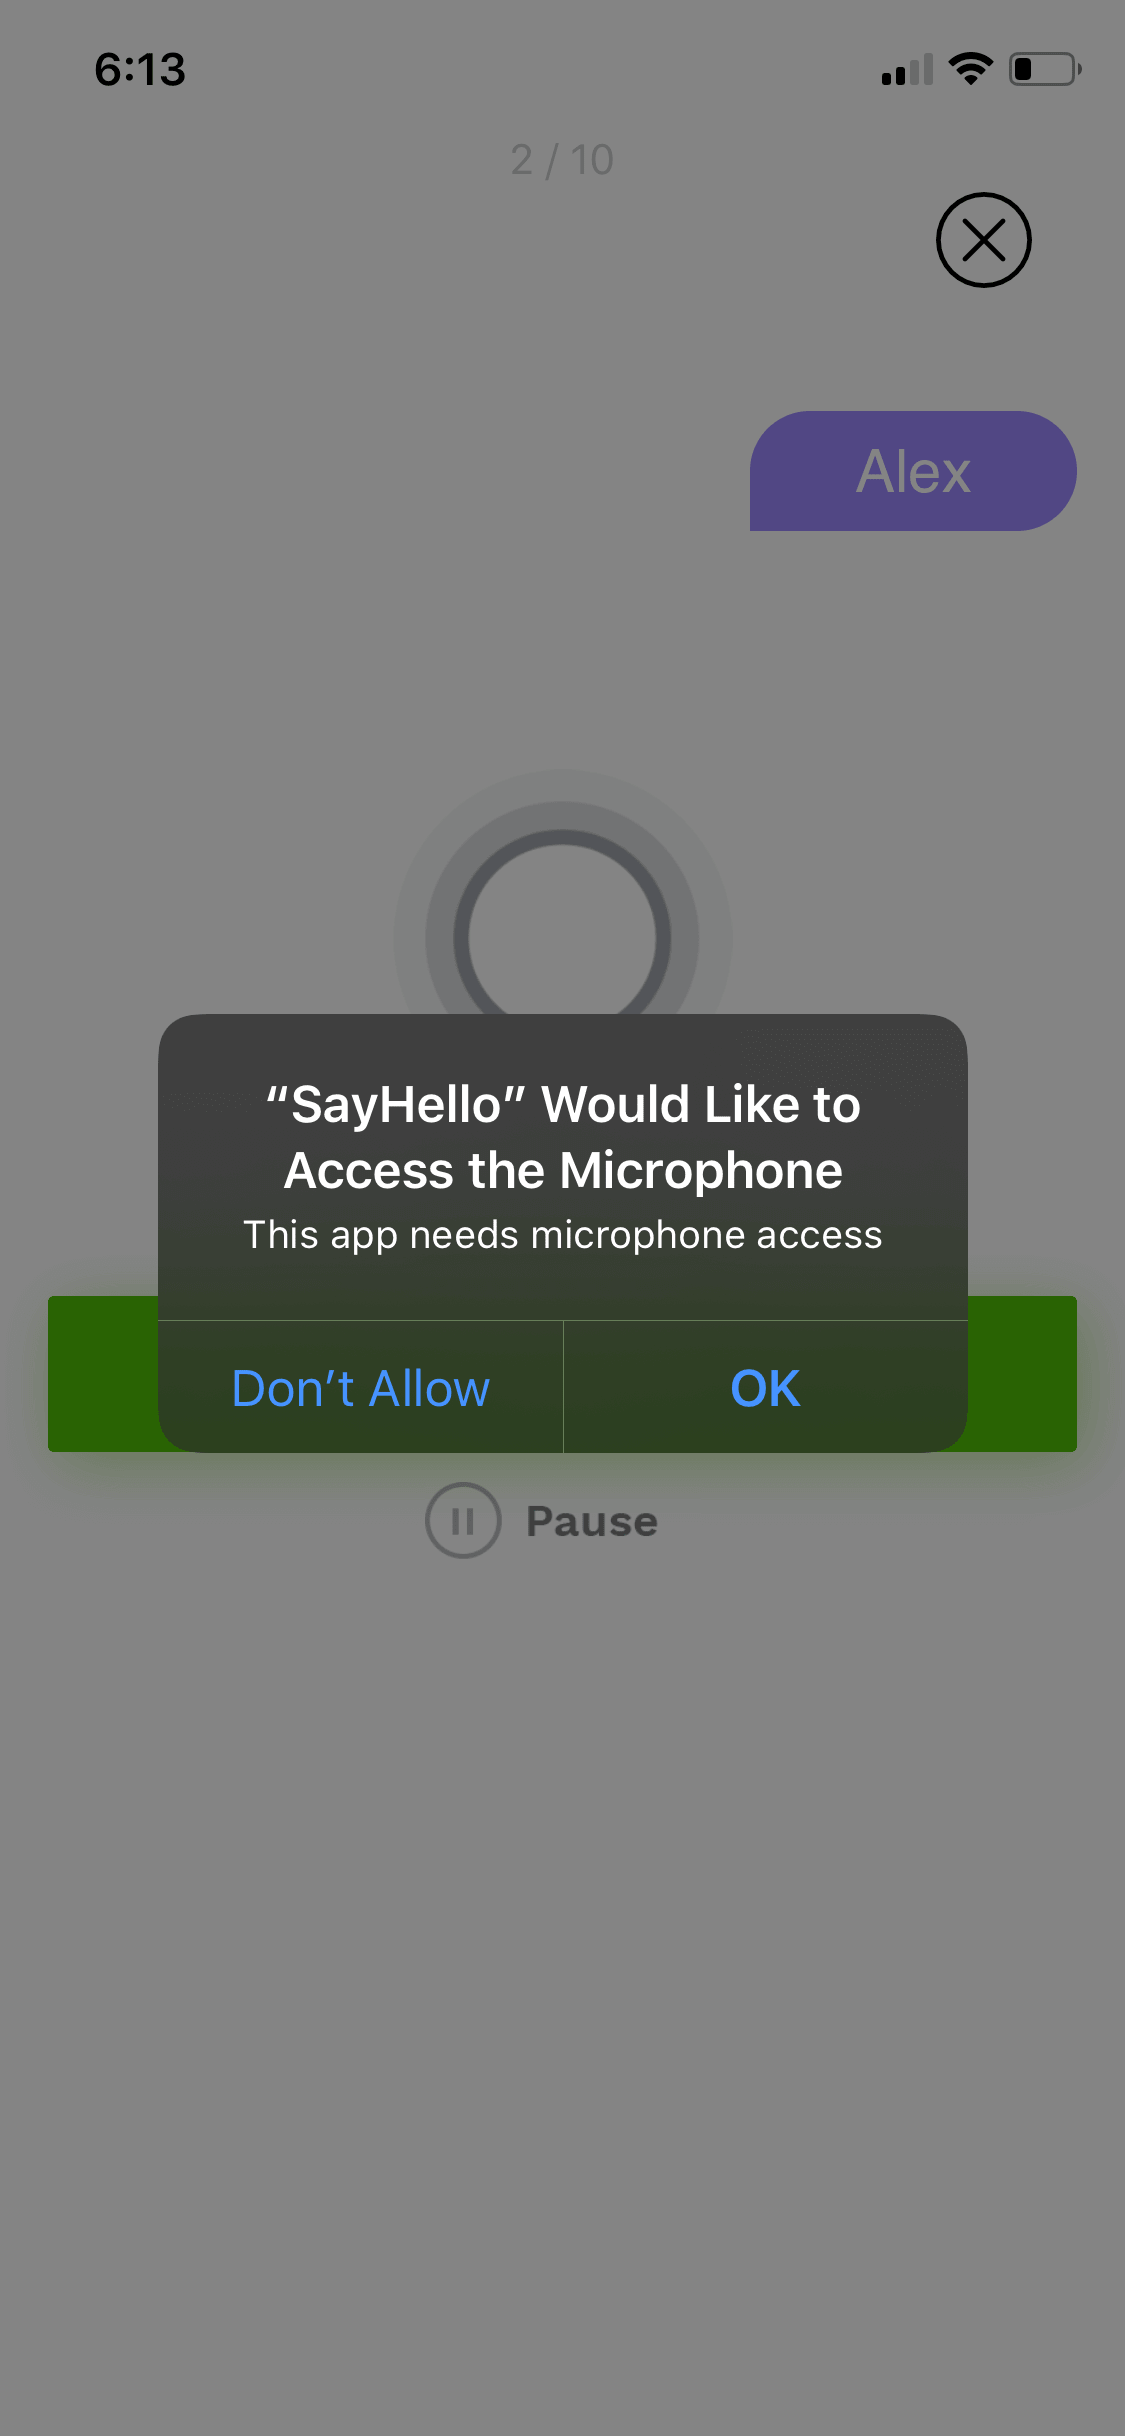 6:13
2 / 10
Alex
“SayHello” Would Like to
Access the Microphone
This app needs microphone access
Don’t Allow
OK
Pause